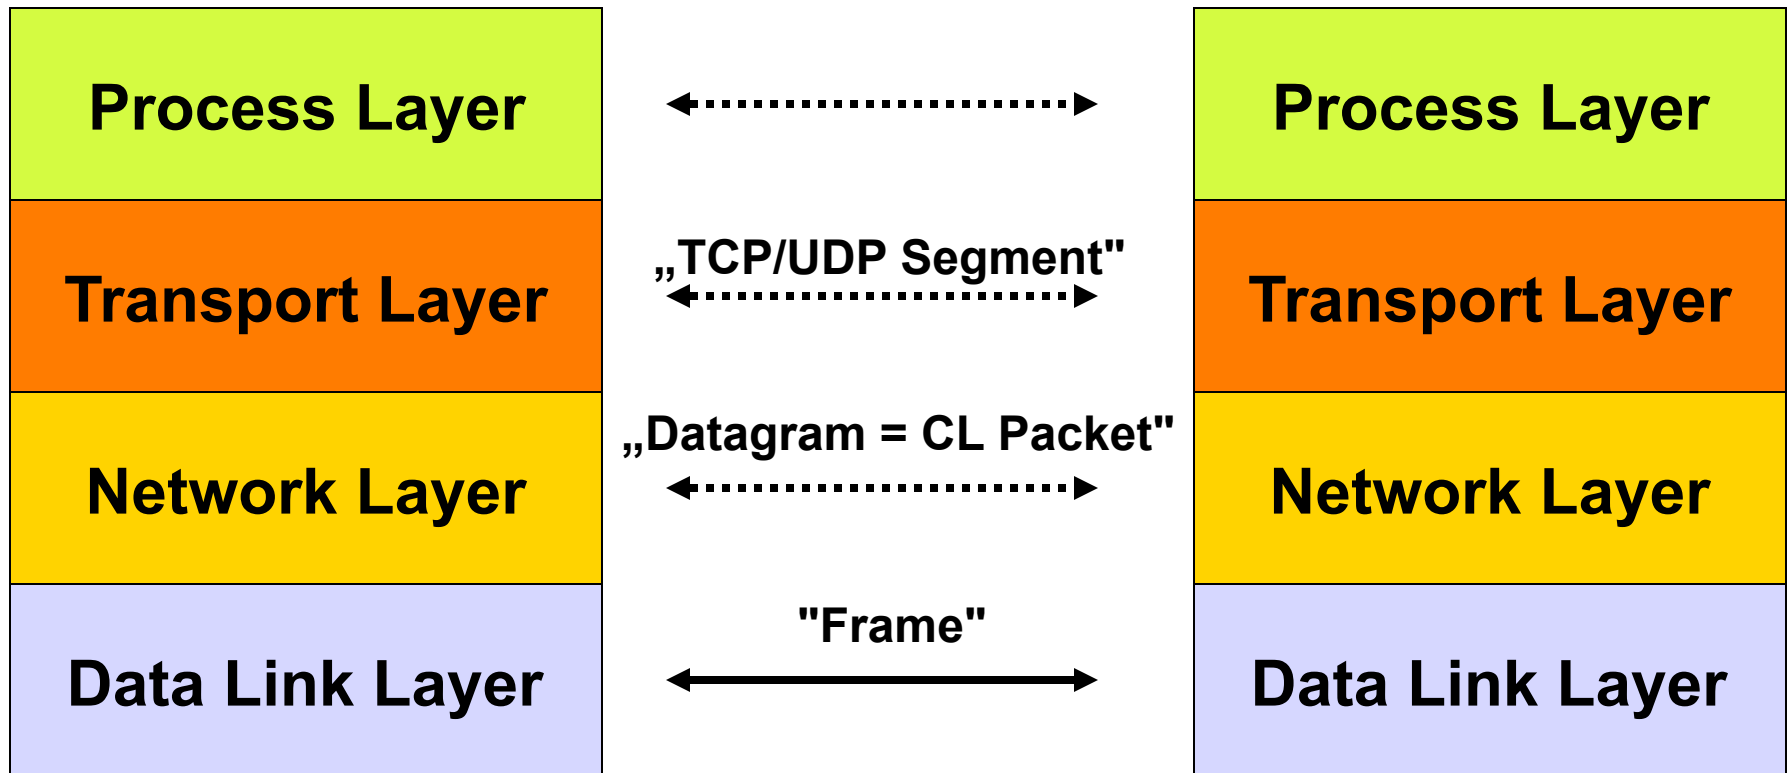 Process Layer
Process Layer
„TCP/UDP Segment"
Transport Layer
Transport Layer
„Datagram = CL Packet"
Network Layer
Network Layer
"Frame"
Data Link Layer
Data Link Layer